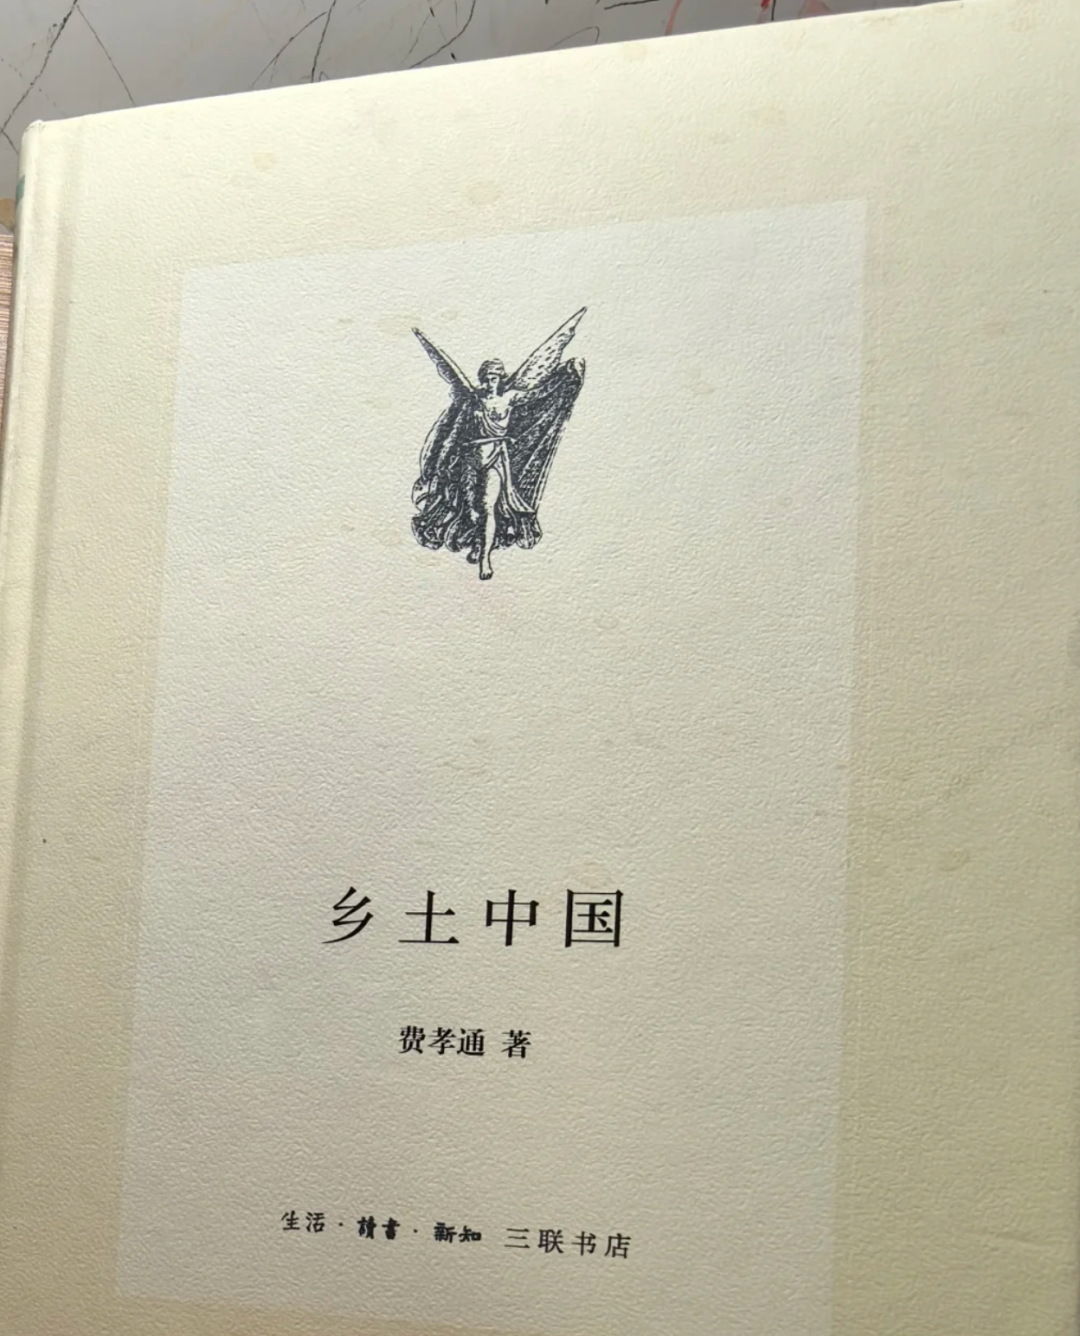 乡土中国
费孝通 著
生活·讀書·新知 三联书店